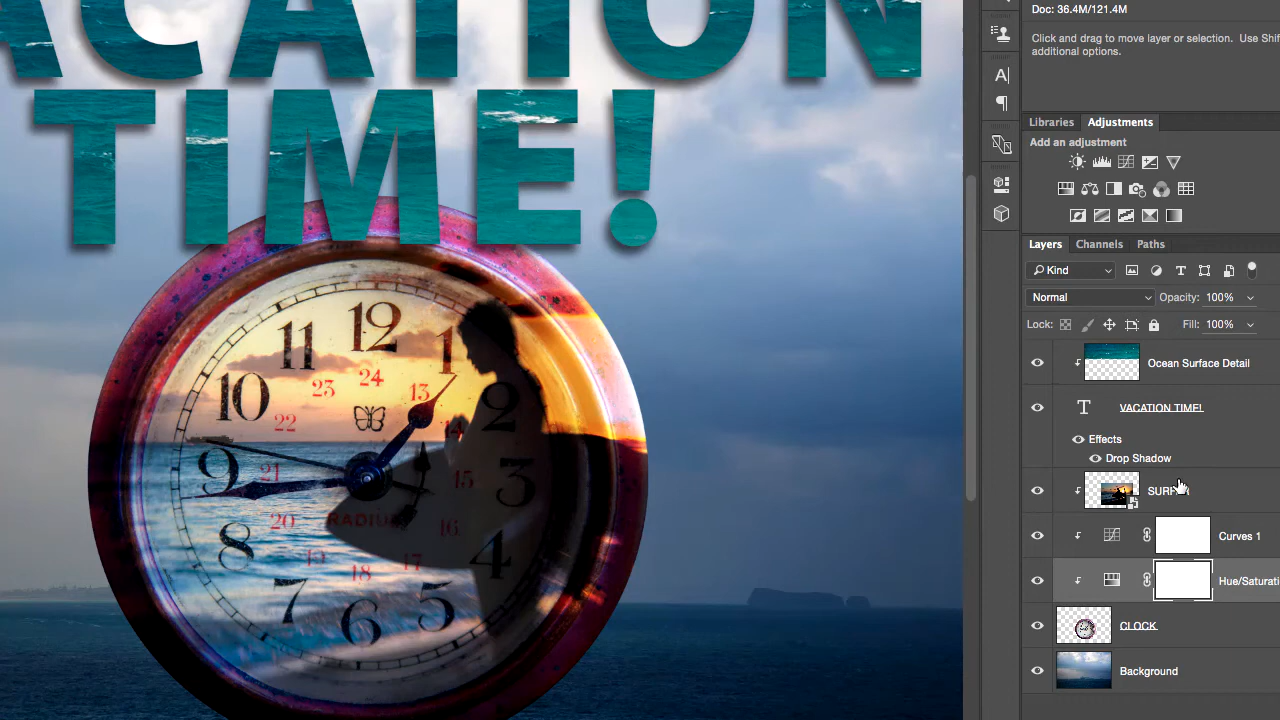 VACATION
TIME!
12
11
1
10
2
9
3
8
4
7
6
5
24
23
13
22
14
21
15
20
16
19
17
18
RADIUM
Doc: 36.4M/121.4M
Click and drag to move layer or selection. Use Shif
additional options.
Libraries
Adjustments
Add an adjustment
Layers
Channels
Paths
Kind
Normal
Opacity: 100%
Lock:
Fill: 100%
Ocean Surface Detail
VACATION TIME!
Effects
Drop Shadow
Curves 1
Hue/Saturati
CLOCK
Background